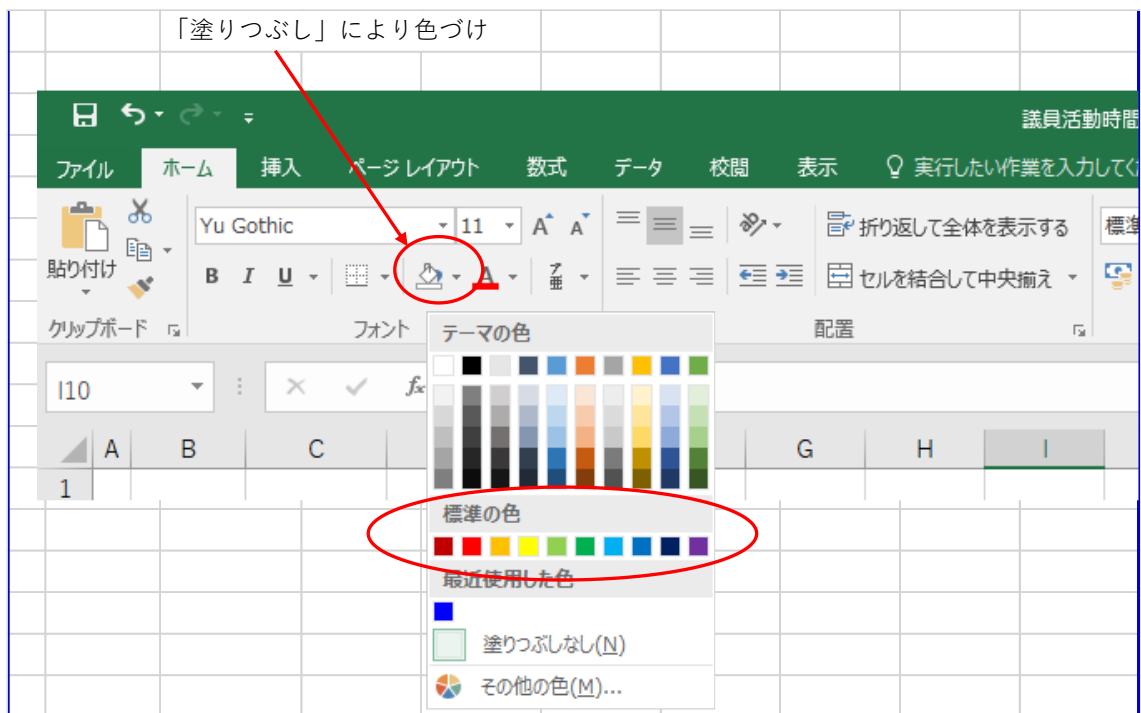 「塗りつぶし」により色づけ
議員活動時間
ファイル ホーム 挿入 ページ レイアウト 数式 データ 校閲 表示 実行したい作業を入力してく
Yu Gothic 11 A A 折り返して全体を表示する 標準
貼り付け B I U A ア亜 セルを結合して中央揃え
クリップボード フォント 配置
テーマの色
I10 fx
A B C G H I
1
標準の色
最近使用した色
塗りつぶしなし(N)
その他の色(M)...